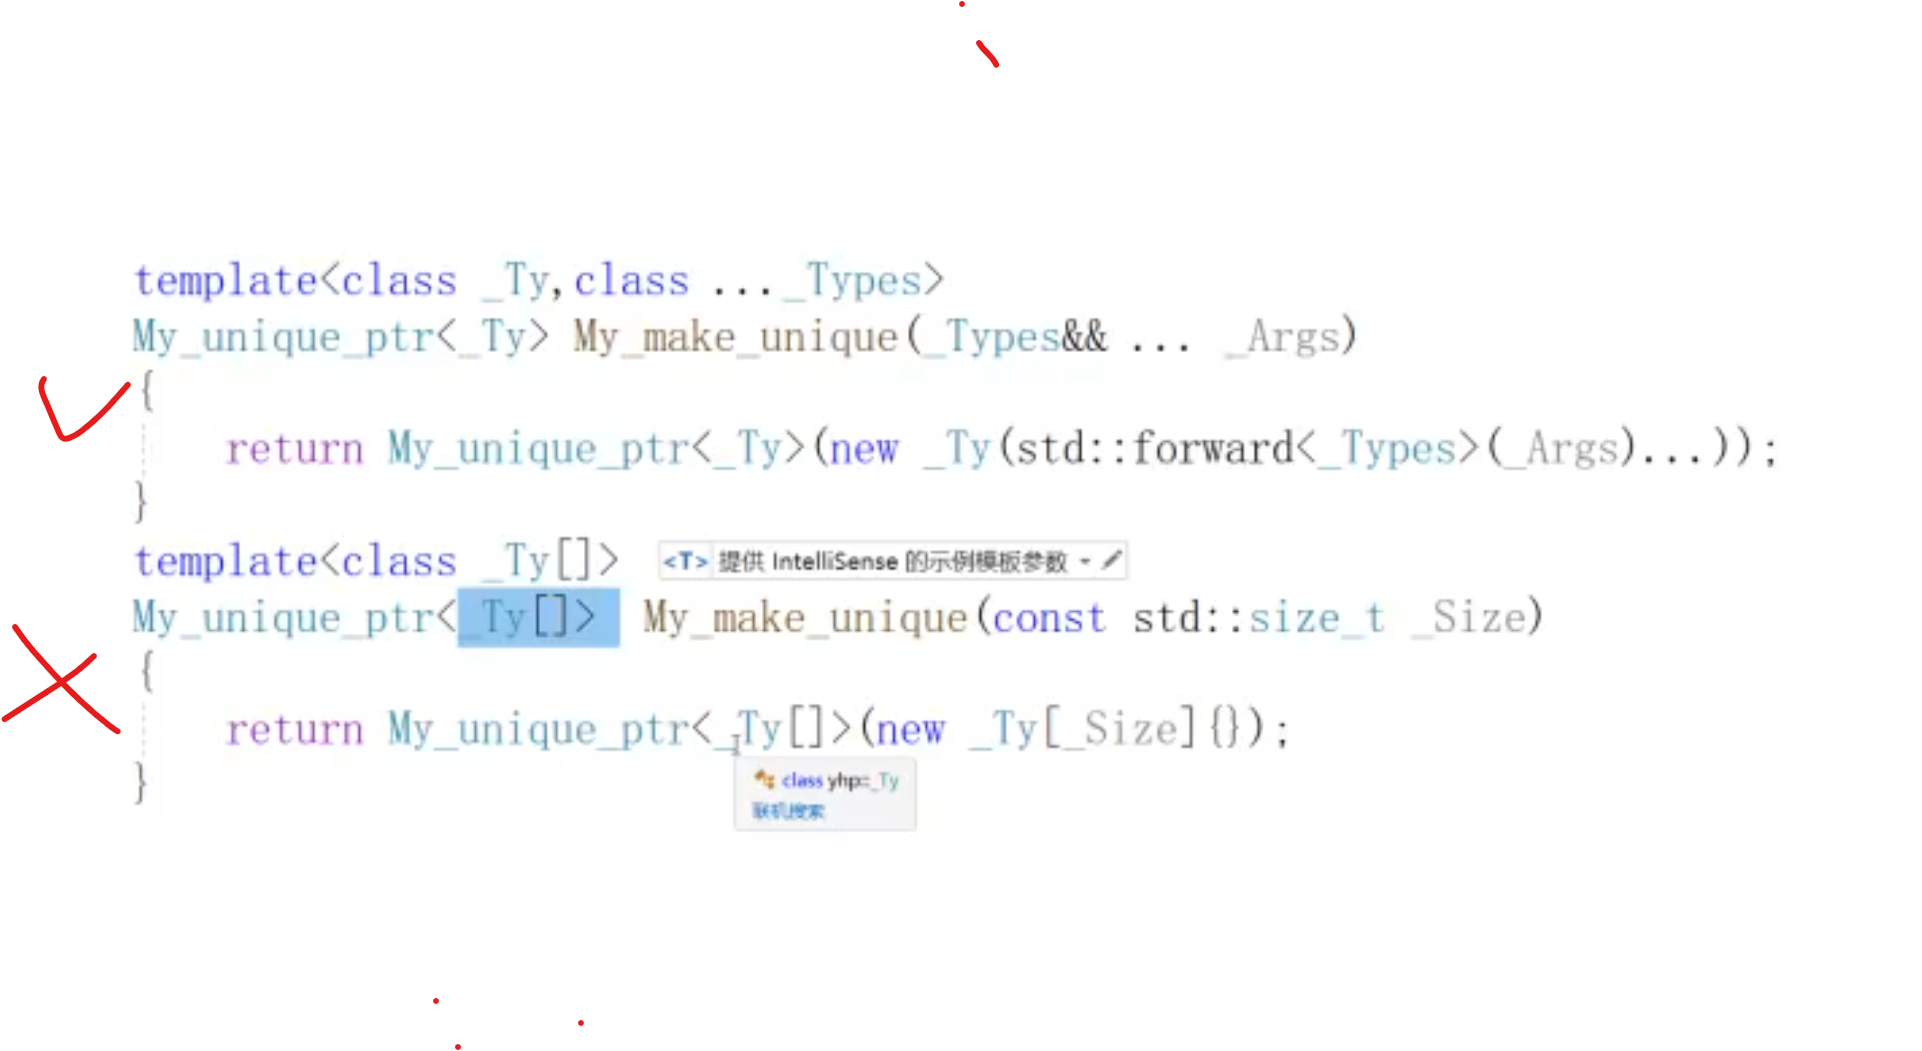 template<class _Ty,class ... _Types>
My_unique_ptr<_Ty> My_make_unique(_Types&& ... _Args)
{
return My_unique_ptr<_Ty>(new _Ty(std::forward<_Types>(_Args)...));
}
template<class _Ty[]> <T> 提供 IntelliSense 的示例模板参数
My_unique_ptr<_Ty[]> My_make_unique(const std::size_t _Size)
{
return My_unique_ptr<_Ty[]>(new _Ty[_Size]{});
}
class yhp::_Ty
联机搜索